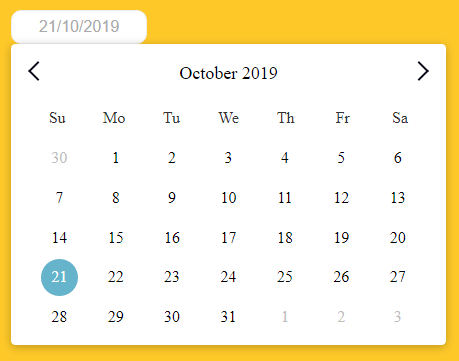 21/10/2019
October 2019
Su Mo Tu We Th Fr Sa
30 1 2 3 4 5 6
7 8 9 10 11 12 13
14 15 16 17 18 19 20
21 22 23 24 25 26 27
28 29 30 31 1 2 3